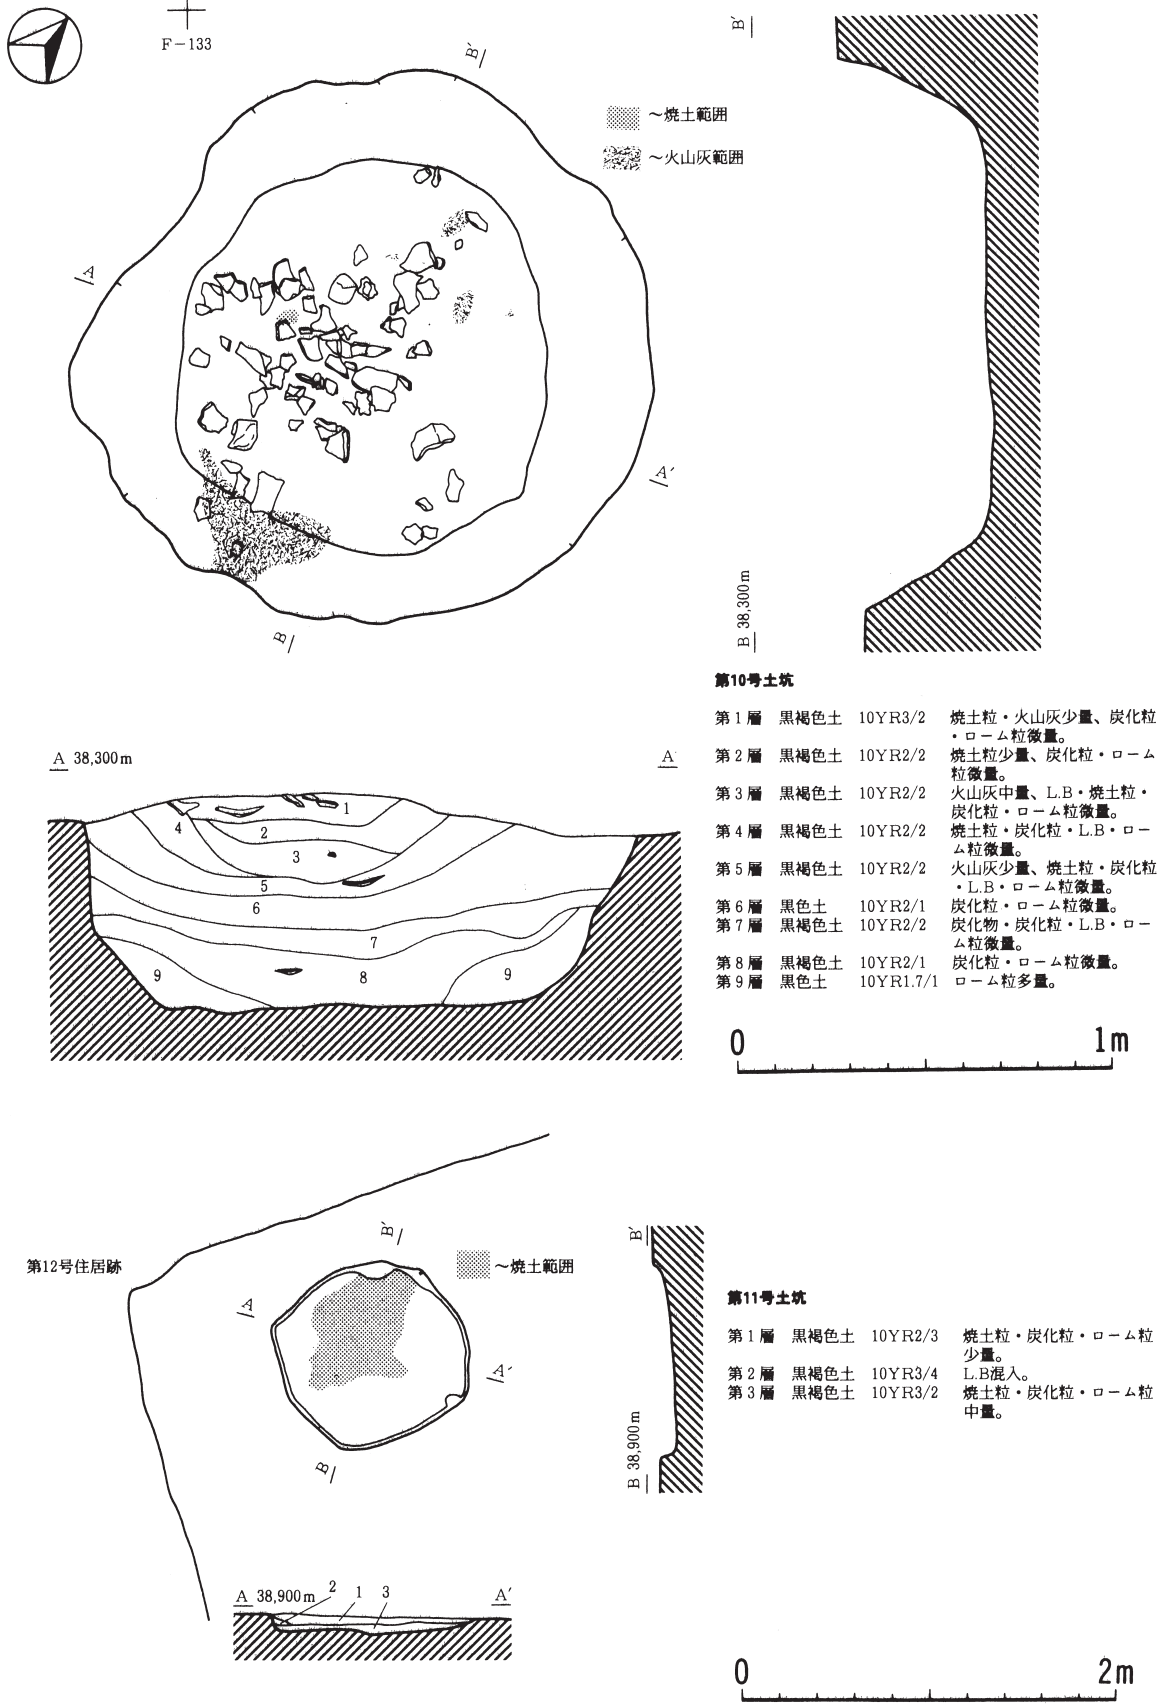 F-133
B′
B′
～焼土範囲
～火山灰範囲
A
A′
B
B 38,300m
第10号土坑
第1層 黒褐色土 10YR3/2 焼土粒・火山灰少量、炭化粒
・ローム粒微量。
第2層 黒褐色土 10YR2/2 焼土粒少量、炭化粒・ローム
粒微量。
第3層 黒褐色土 10YR2/2 火山灰中量、L.B・焼土粒・
炭化粒・ローム粒微量。
第4層 黒褐色土 10YR2/2 焼土粒・炭化粒・L.B・ロー
ム粒微量。
第5層 黒褐色土 10YR2/2 火山灰少量、焼土粒・炭化粒
・L.B・ローム粒微量。
第6層 黒色土 10YR2/1 炭化粒・ローム粒微量。
第7層 黒褐色土 10YR2/2 炭化物・炭化粒・L.B・ロー
ム粒微量。
第8層 黒褐色土 10YR2/1 炭化粒・ローム粒微量。
第9層 黒色土 10YR1.7/1 ローム粒多量。
A 38,300m
A
1
4
2
3
5
6
7
9
8
9
0
1m
第12号住居跡
B′
～焼土範囲
A
A′
B
B′
B 38,900m
第11号土坑
第1層 黒褐色土 10YR2/3 焼土粒・炭化粒・ローム粒
少量。
第2層 黒褐色土 10YR3/4 L.B混入。
第3層 黒褐色土 10YR3/2 焼土粒・炭化粒・ローム粒
中量。
A 38,900m
2
1
3
A′
0
2m